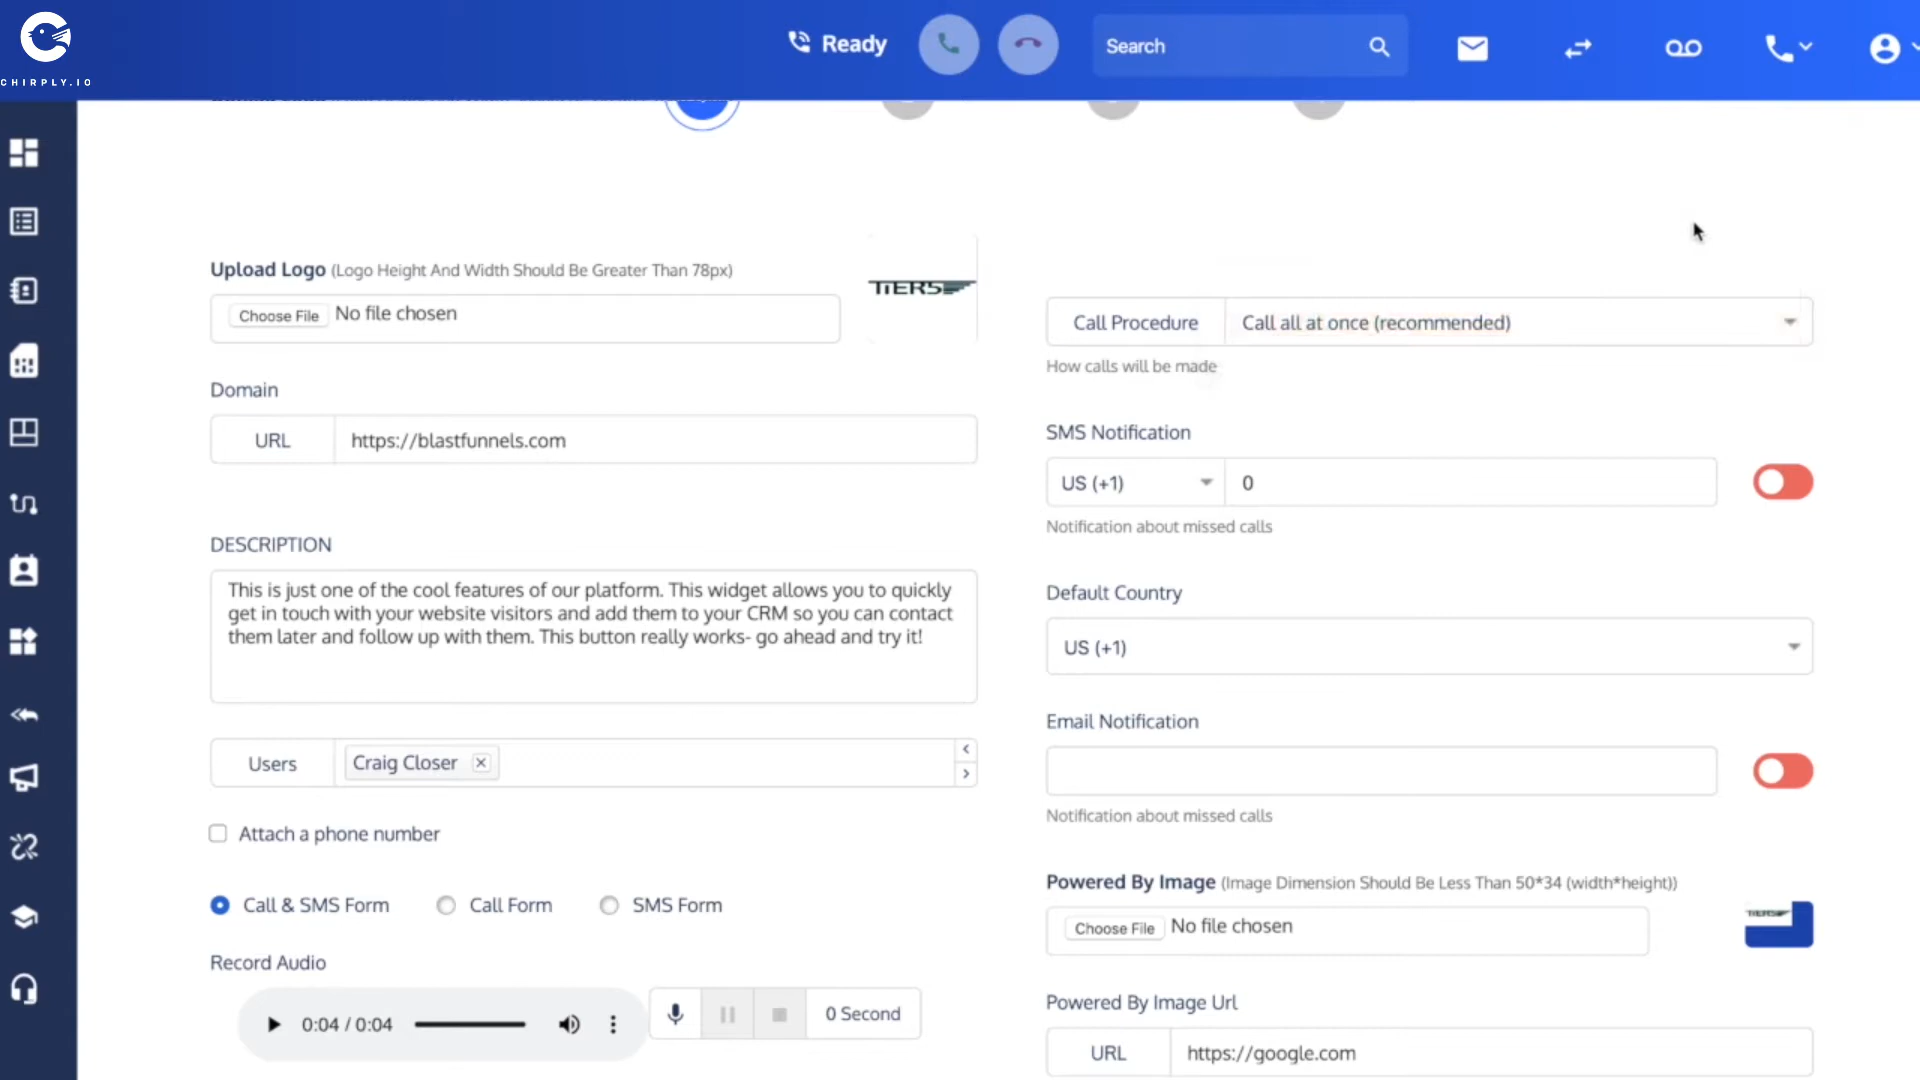 CHIRPLY.IO
Ready
Search
Upload Logo (Logo Height And Width Should Be Greater Than 78px)
Choose File No file chosen
TIER5
Domain
URL https://blastfunnels.com
DESCRIPTION
This is just one of the cool features of our platform. This widget allows you to quickly
get in touch with your website visitors and add them to your CRM so you can contact
them later and follow up with them. This button really works- go ahead and try it!
Users Craig Closer
Attach a phone number
Call & SMS Form Call Form SMS Form
Record Audio
0:04 / 0:04
0 Second
Call Procedure Call all at once (recommended)
How calls will be made
SMS Notification
US (+1) 0
Notification about missed calls
Default Country
US (+1)
Email Notification
Notification about missed calls
Powered By Image (Image Dimension Should Be Less Than 50*34 (width*height))
Choose File No file chosen
TIER5
Powered By Image Url
URL https://google.com